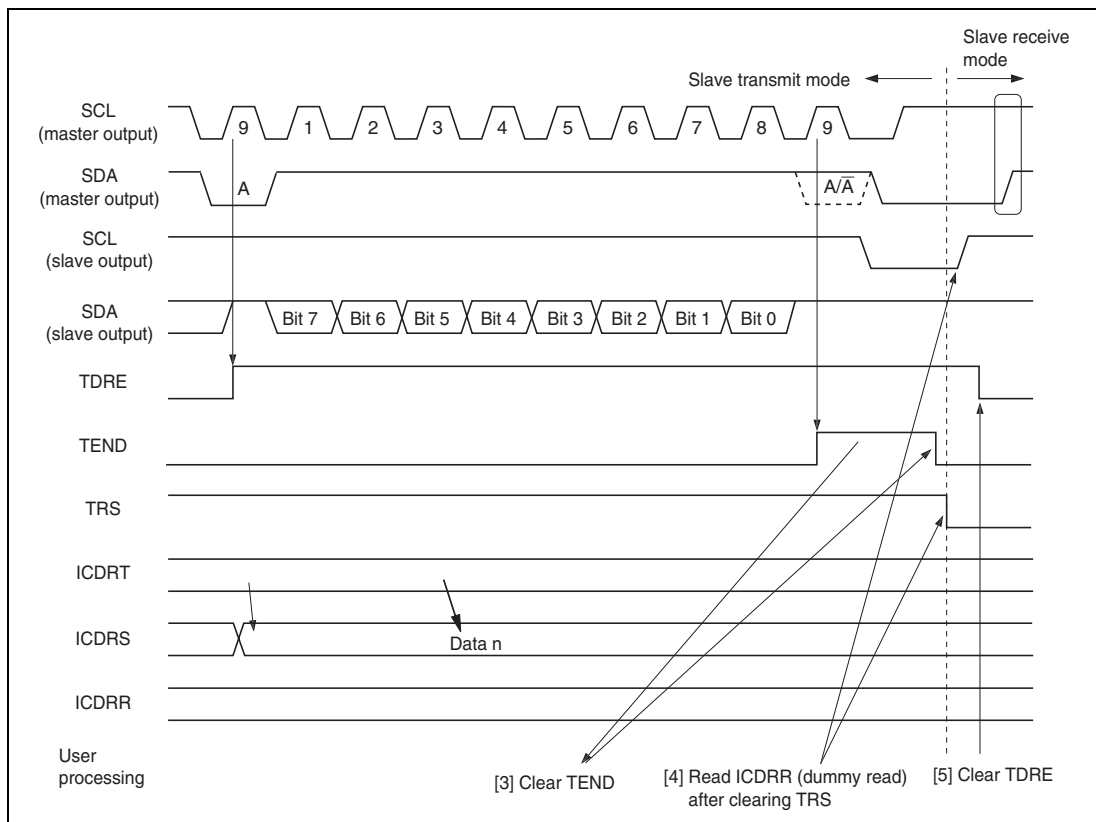 Slave receive
mode
Slave transmit mode
SCL
(master output)
9 1 2 3 4 5 6 7 8 9
SDA
(master output)
A A/A̅
SCL
(slave output)
SDA
(slave output)
Bit 7 Bit 6 Bit 5 Bit 4 Bit 3 Bit 2 Bit 1 Bit 0
TDRE
TEND
TRS
ICDRT
ICDRS
Data n
ICDRR
User
processing
[3] Clear TEND
[4] Read ICDRR (dummy read)
after clearing TRS
[5] Clear TDRE